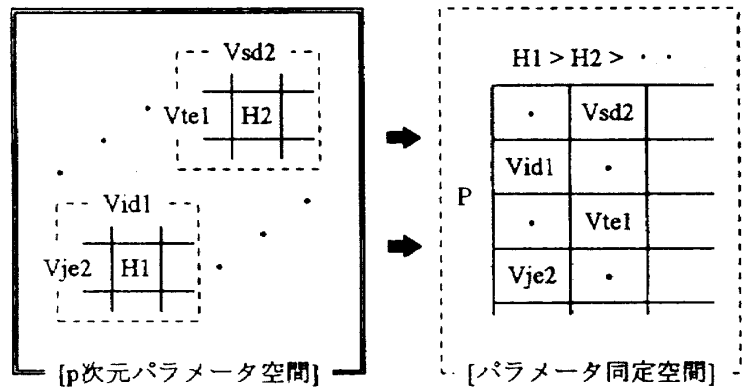 Vsd2
Vte1 H2
Vid1
Vje2 H1
[p次元パラメータ空間]
H1 > H2 > · ·
P
· Vsd2
Vid1 ·
· Vte1
Vje2 ·
[パラメータ同定空間]